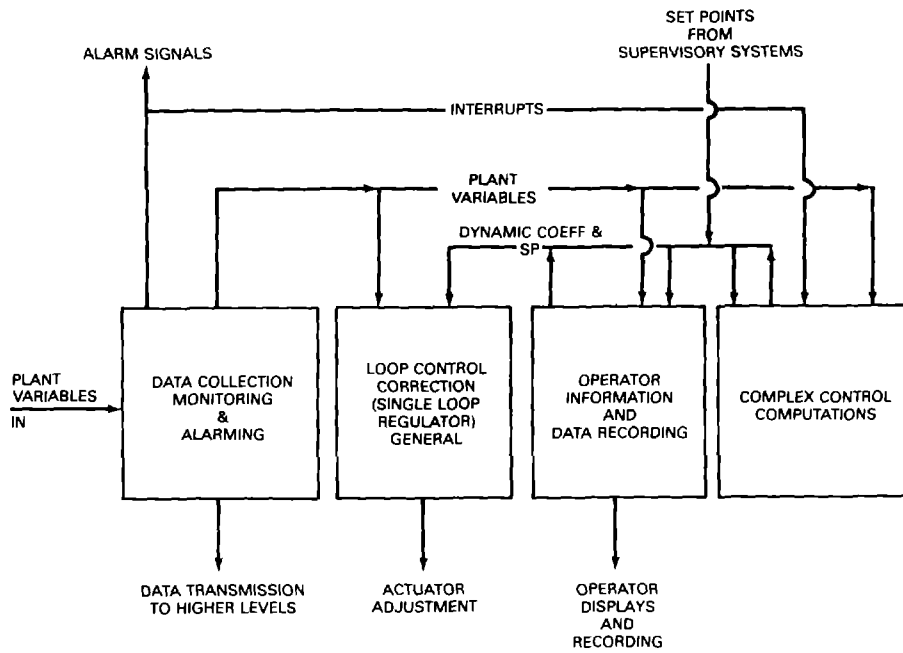 SET POINTS
FROM
SUPERVISORY SYSTEMS
ALARM SIGNALS
INTERRUPTS
PLANT
VARIABLES
DYNAMIC COEFF &
SP
PLANT
VARIABLES
IN
DATA COLLECTION
MONITORING
&
ALARMING
LOOP CONTROL
CORRECTION
(SINGLE LOOP
REGULATOR)
GENERAL
OPERATOR
INFORMATION
AND
DATA RECORDING
COMPLEX CONTROL
COMPUTATIONS
DATA TRANSMISSION
TO HIGHER LEVELS
ACTUATOR
ADJUSTMENT
OPERATOR
DISPLAYS
AND
RECORDING